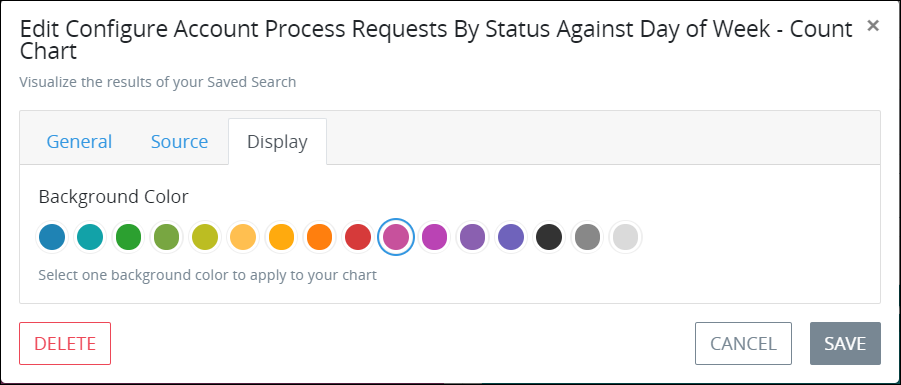 Edit Configure Account Process Requests By Status Against Day of Week - Count ×
Chart
Visualize the results of your Saved Search
General Source Display
Background Color
Select one background color to apply to your chart
DELETE CANCEL SAVE